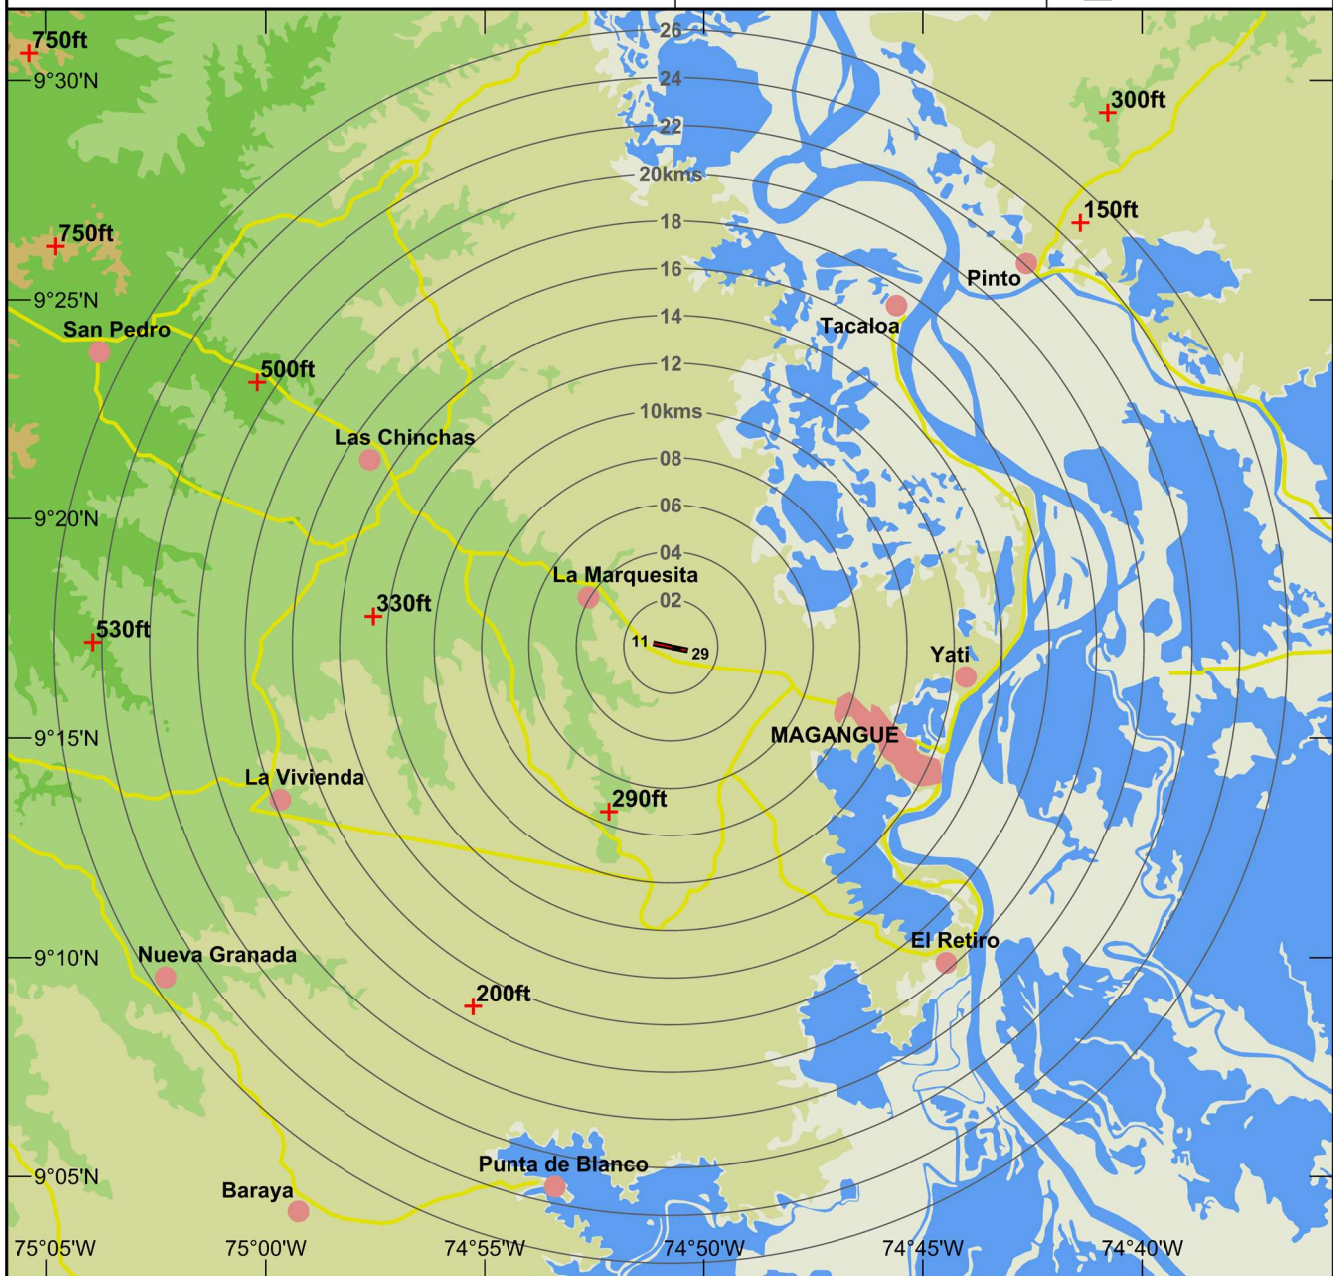 26
750ft
9°30'N
24
300ft
22
20kms
150ft
18
750ft
16
Pinto
9°25'N
14
Tacaloa
San Pedro
12
500ft
10kms
Las Chinchas
08
06
9°20'N
04
La Marquesita
02
330ft
530ft
11
29
Yati
9°15'N
MAGANGUE
La Vivienda
290ft
El Retiro
9°10'N
Nueva Granada
200ft
Punta de Blanco
9°05'N
Baraya
75°05'W
75°00'W
74°55'W
74°50'W
74°45'W
74°40'W